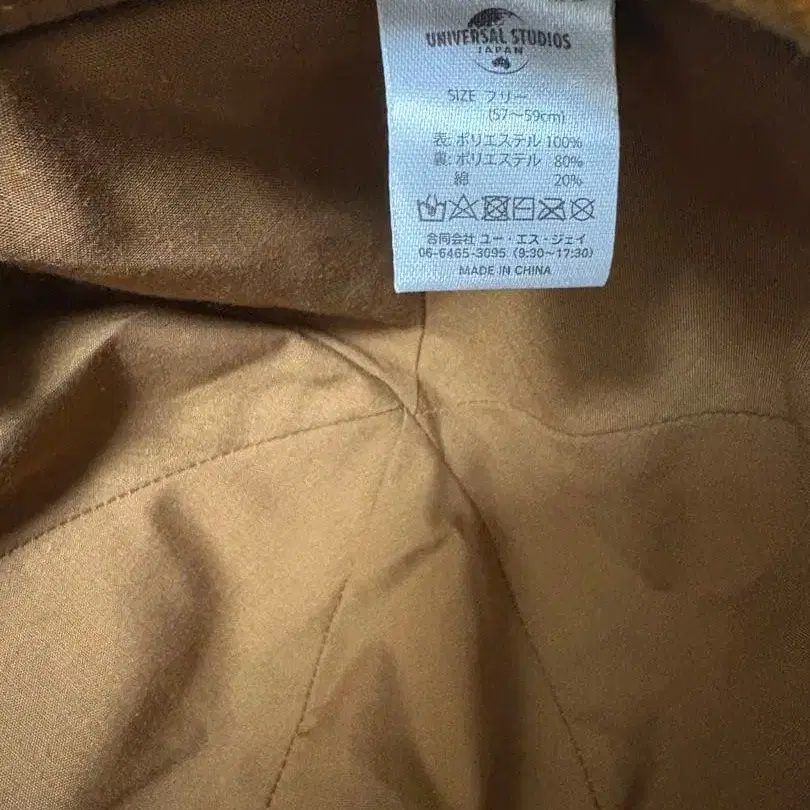 UNIVERSAL STUDIOS
JAPAN
SIZE フリー
(57～59cm)
表: ポリエステル 100%
裏: ポリエステル 80%
綿 20%
合同会社 ユー・エス・ジェイ
06-6465-3095 (9:30～17:30)
MADE IN CHINA